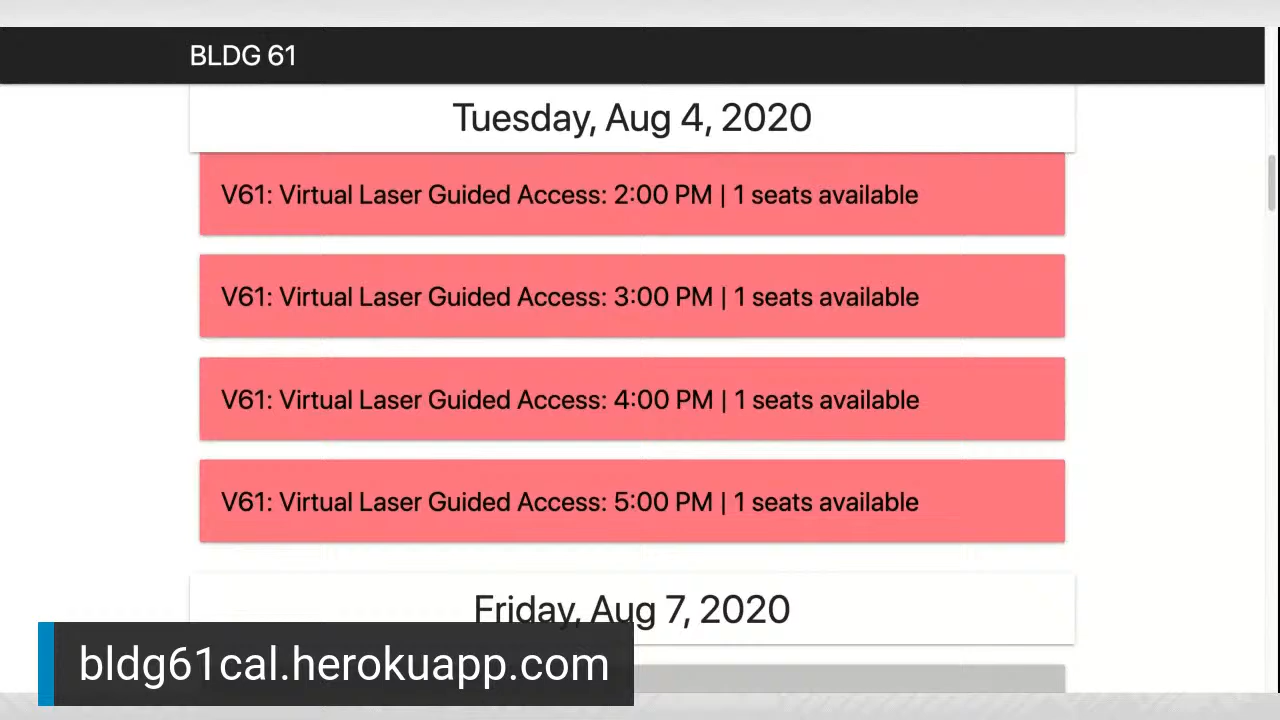 BLDG 61
Tuesday, Aug 4, 2020
V61: Virtual Laser Guided Access: 2:00 PM | 1 seats available
V61: Virtual Laser Guided Access: 3:00 PM | 1 seats available
V61: Virtual Laser Guided Access: 4:00 PM | 1 seats available
V61: Virtual Laser Guided Access: 5:00 PM | 1 seats available
Friday, Aug 7, 2020
bldg61cal.herokuapp.com